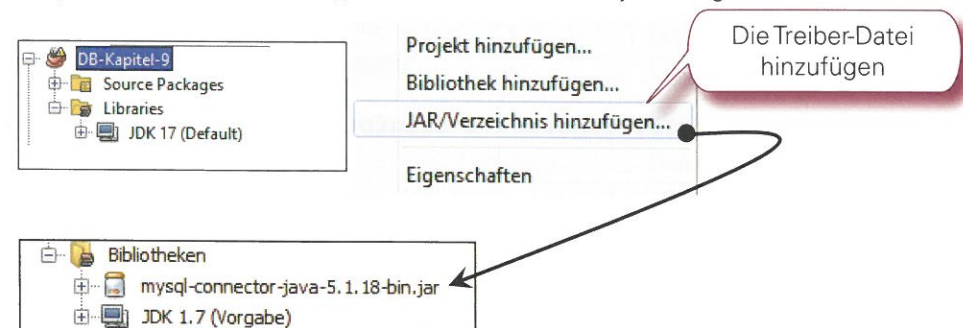 DB-Kapitel-9
Source Packages
Libraries
JDK 17 (Default)
Projekt hinzufügen...
Bibliothek hinzufügen...
JAR/Verzeichnis hinzufügen...
Eigenschaften
Die Treiber-Datei
hinzufügen
Bibliotheken
mysql-connector-java-5.1.18-bin.jar
JDK 1.7 (Vorgabe)